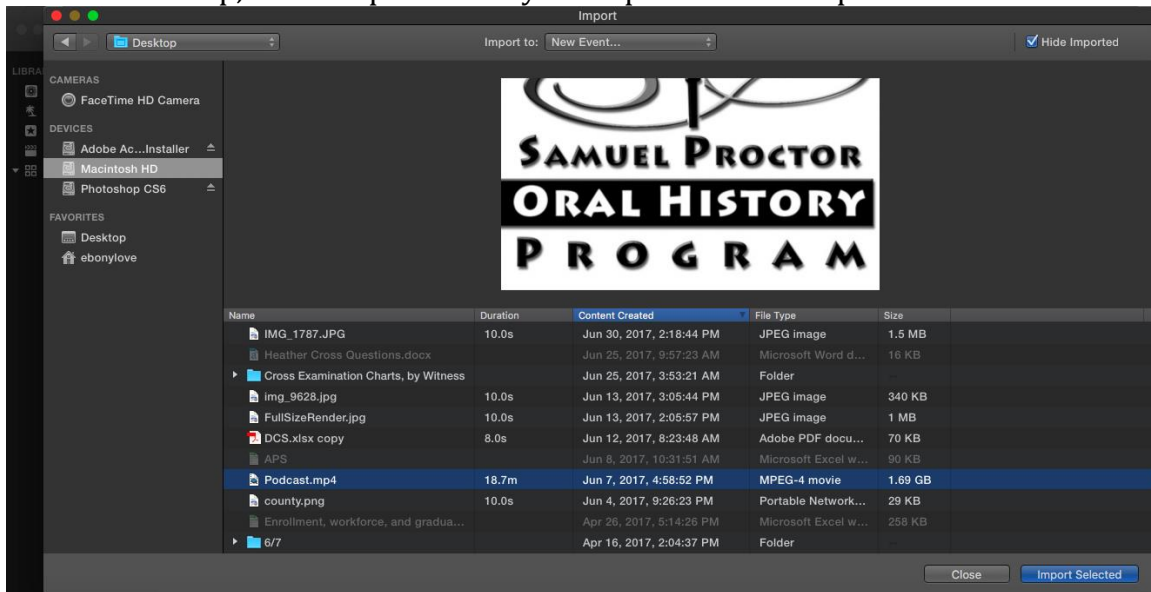 Import
Desktop
Import to: New Event...
Hide Imported
LIBRA
CAMERAS
FaceTime HD Camera
DEVICES
Adobe Ac...Installer
Macintosh HD
Photoshop CS6
FAVORITES
Desktop
ebonylove
SAMUEL PROCTOR
ORAL HISTORY
PROGRAM
Name Duration Content Created File Type Size
IMG_1787.JPG 10.0s Jun 30, 2017, 2:18:44 PM JPEG image 1.5 MB
Heather Cross Questions.docx Jun 25, 2017, 9:57:23 AM Microsoft Word d... 16 KB
Cross Examination Charts, by Witness Jun 25, 2017, 3:53:21 AM Folder --
img_9628.jpg 10.0s Jun 13, 2017, 3:05:44 PM JPEG image 340 KB
FullSizeRender.jpg 10.0s Jun 13, 2017, 2:05:57 PM JPEG image 1 MB
DCS.xlsx copy 8.0s Jun 12, 2017, 8:23:48 AM Adobe PDF docu... 70 KB
APS Jun 8, 2017, 10:31:51 AM Microsoft Excel w... 90 KB
Podcast.mp4 18.7m Jun 7, 2017, 4:58:52 PM MPEG-4 movie 1.69 GB
county.png 10.0s Jun 4, 2017, 9:26:23 PM Portable Network... 29 KB
Enrollment, workforce, and gradua... Apr 26, 2017, 5:14:26 PM Microsoft Excel w... 258 KB
6/7 Apr 16, 2017, 2:04:37 PM Folder --
Close Import Selected